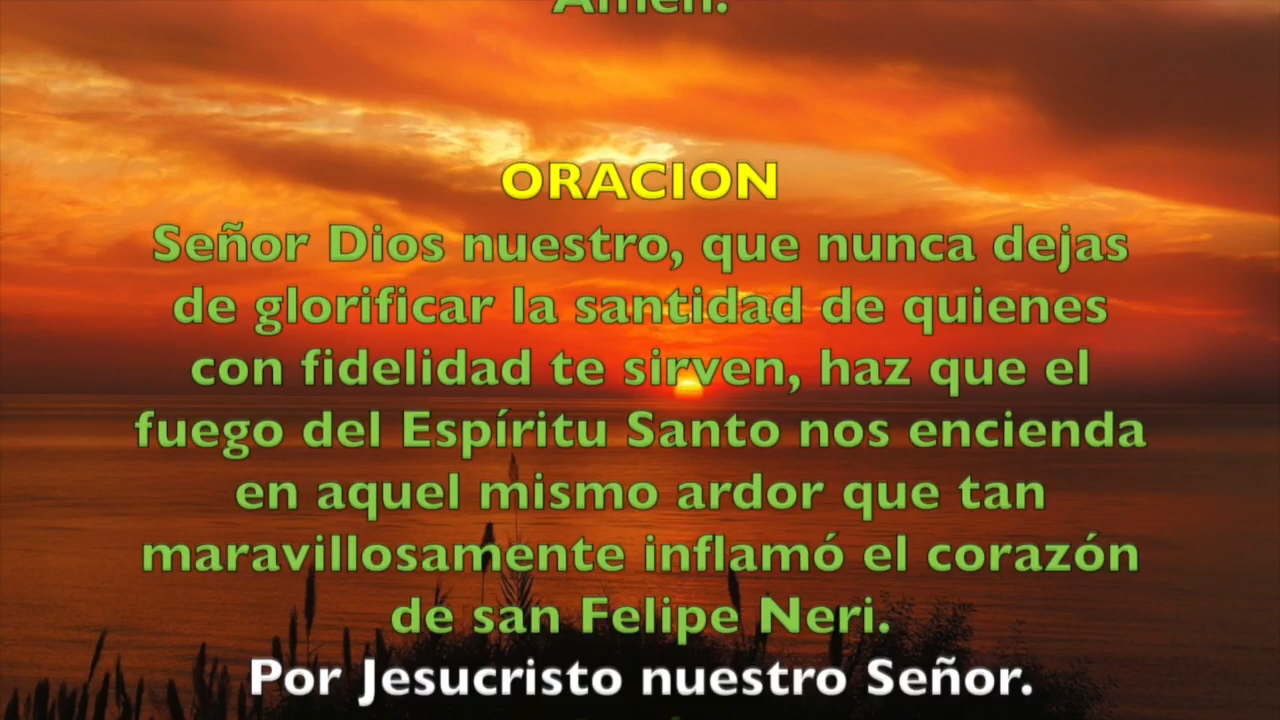 Amén.
ORACION
Señor Dios nuestro, que nunca dejas
de glorificar la santidad de quienes
con fidelidad te sirven, haz que el
fuego del Espíritu Santo nos encienda
en aquel mismo ardor que tan
maravillosamente inflamó el corazón
de san Felipe Neri.
Por Jesucristo nuestro Señor.